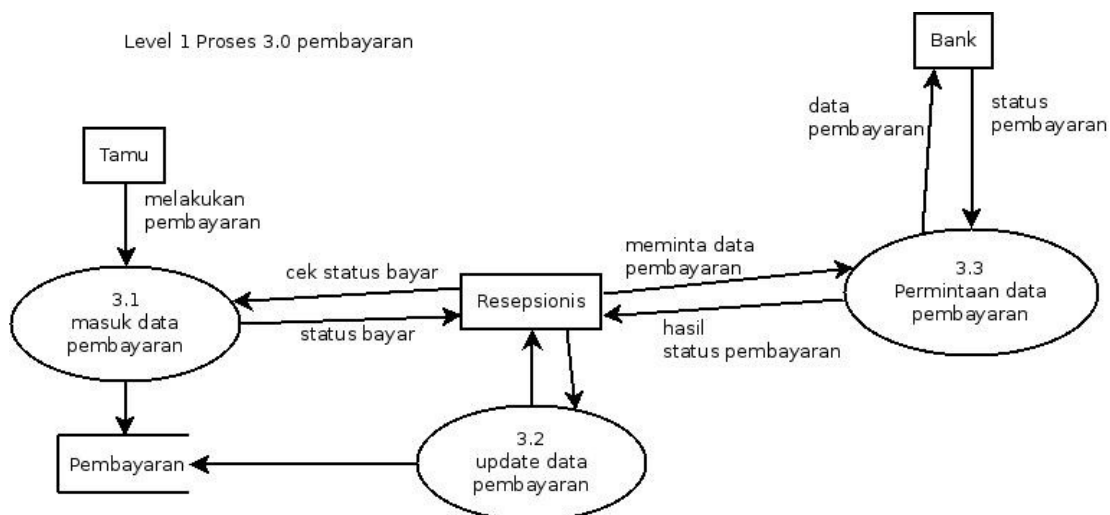 Level 1 Proses 3.0 pembayaran
Bank
data
pembayaran
status
pembayaran
Tamu
melakukan
pembayaran
cek status bayar
meminta data
pembayaran
3.1
masuk data
pembayaran
Resepsionis
3.3
Permintaan data
pembayaran
status bayar
hasil
status pembayaran
Pembayaran
3.2
update data
pembayaran